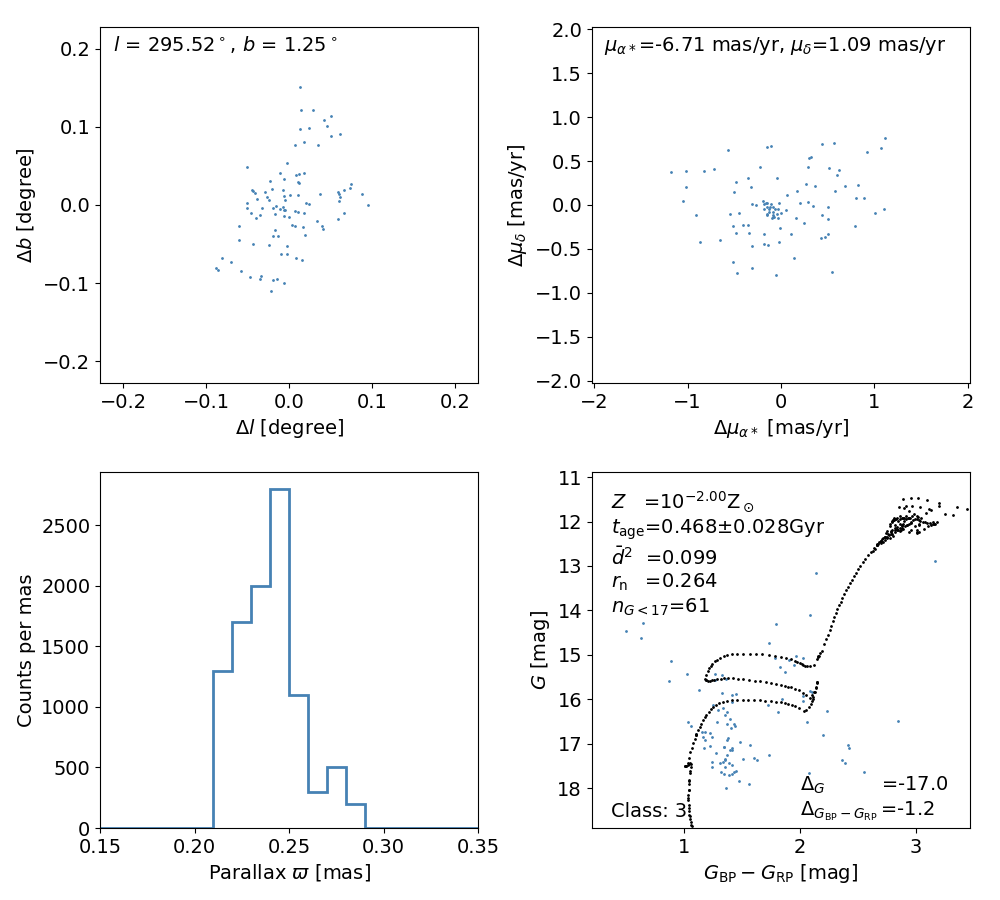 l = 295.52°, b = 1.25°
0.2
0.1
0.0
−0.1
−0.2
Δb [degree]
−0.2 −0.1 0.0 0.1 0.2
Δl [degree]
μα*=-6.71 mas/yr, μδ=1.09 mas/yr
2.0
1.5
1.0
0.5
0.0
−0.5
−1.0
−1.5
−2.0
Δμδ [mas/yr]
−2 −1 0 1 2
Δμα* [mas/yr]
2500
2000
1500
1000
500
0
Counts per mas
0.15 0.20 0.25 0.30 0.35
Parallax ϖ [mas]
11
12
13
14
15
16
17
18
G [mag]
Z =10^−2.00 Z⊙
t_age=0.468±0.028Gyr
d̄² =0.099
r_n =0.264
n_G<17=61
Δ_G =-17.0
Δ_GBP−GRP =-1.2
Class: 3
1 2 3
G_BP − G_RP [mag]